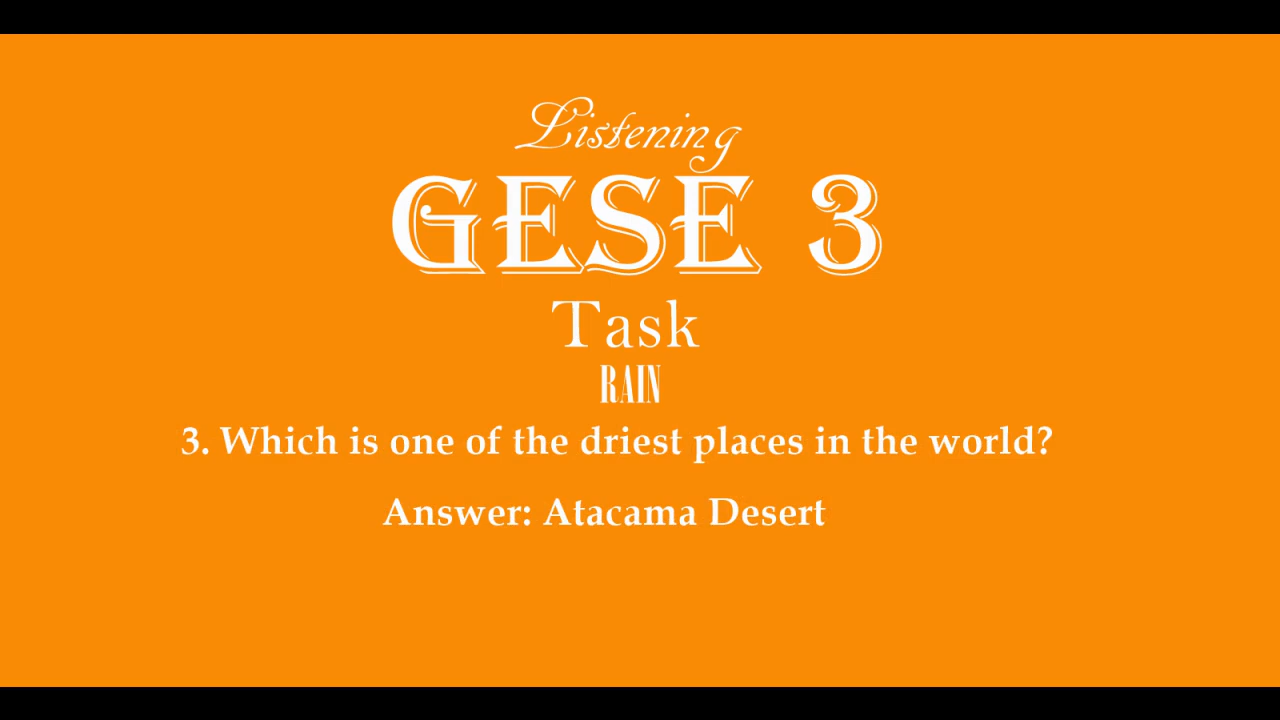 Listening
GESE 3
Task
RAIN
3. Which is one of the driest places in the world?
Answer: Atacama Desert